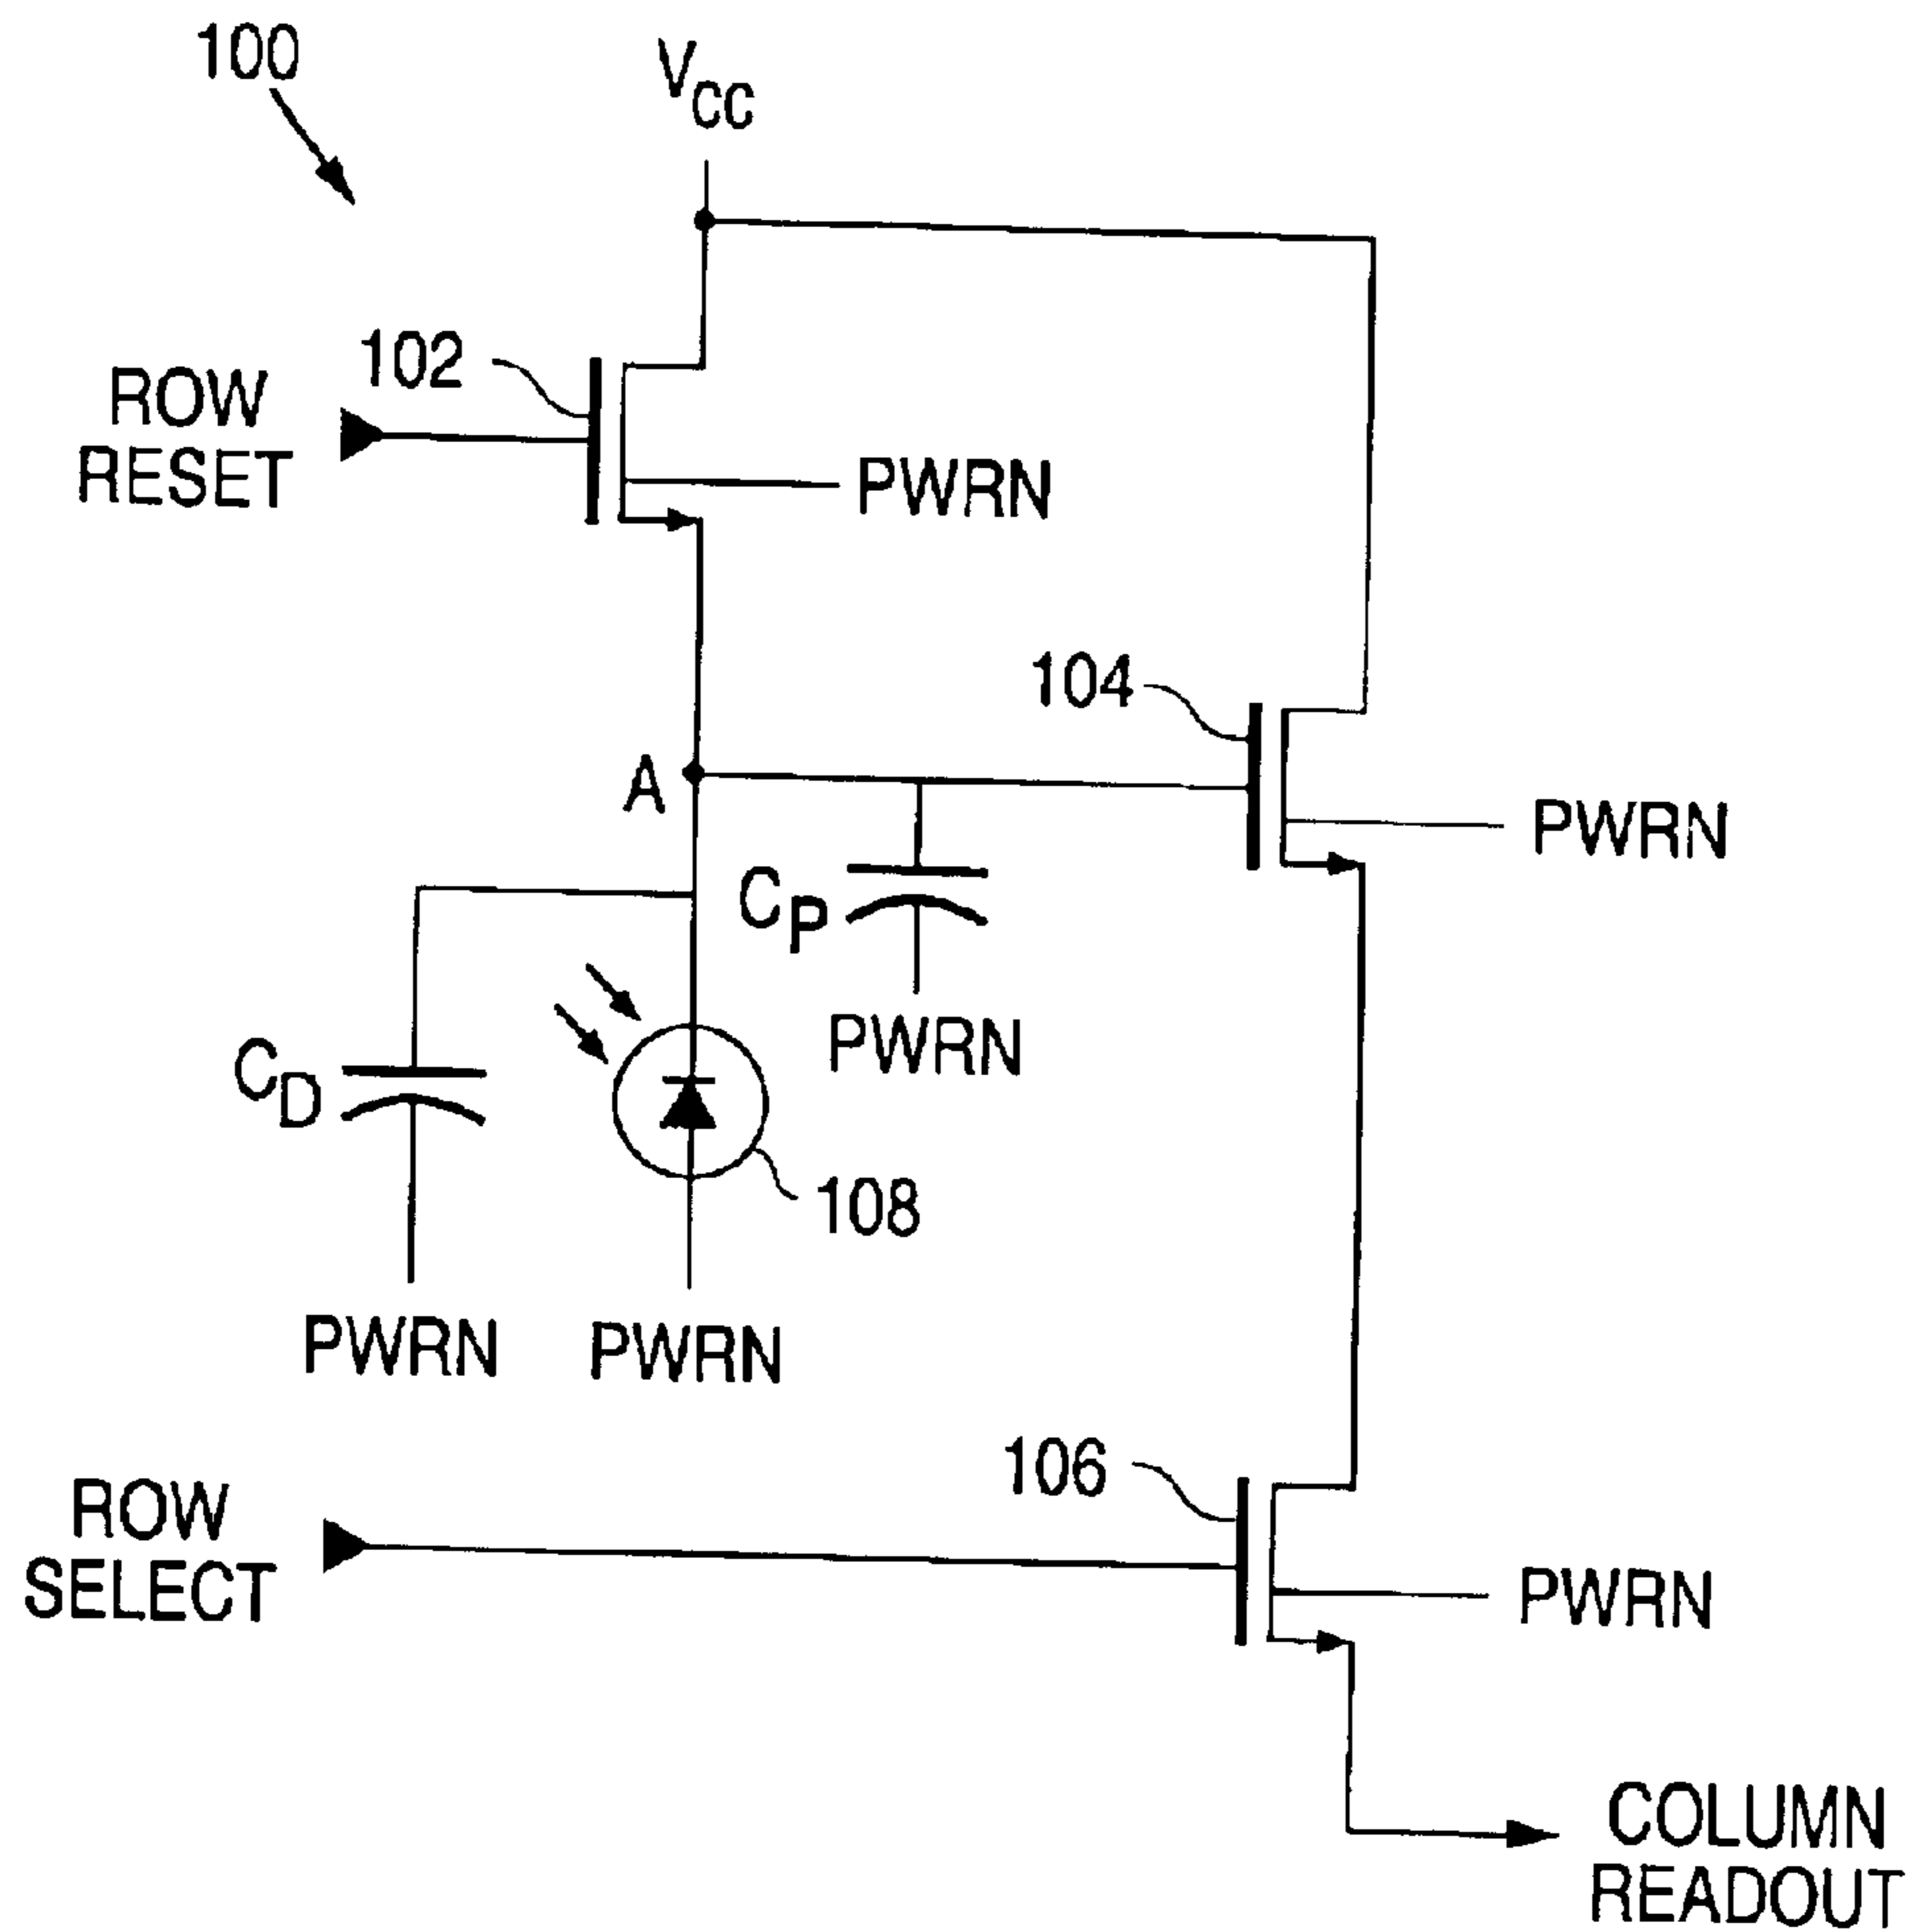 100
VCC
102
ROW
RESET
PWRN
104
A
PWRN
CP
PWRN
CD
108
PWRN
PWRN
106
ROW
SELECT
PWRN
COLUMN
READOUT